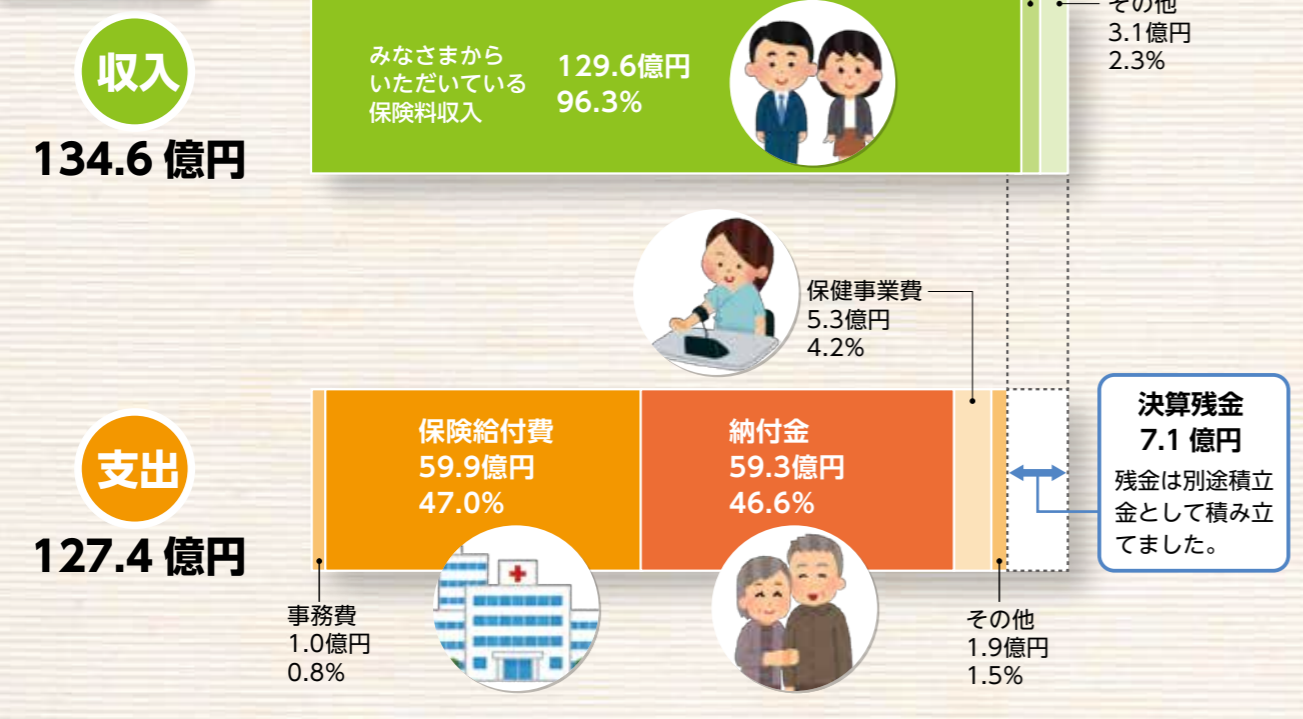 その他
3.1億円
2.3%
収入
134.6 億円
みなさまから
いただいている
保険料収入
129.6億円
96.3%
保健事業費
5.3億円
4.2%
支出
127.4 億円
保険給付費
59.9億円
47.0%
納付金
59.3億円
46.6%
決算残金
7.1 億円
残金は別途積立
金として積み立
てました。
事務費
1.0億円
0.8%
その他
1.9億円
1.5%